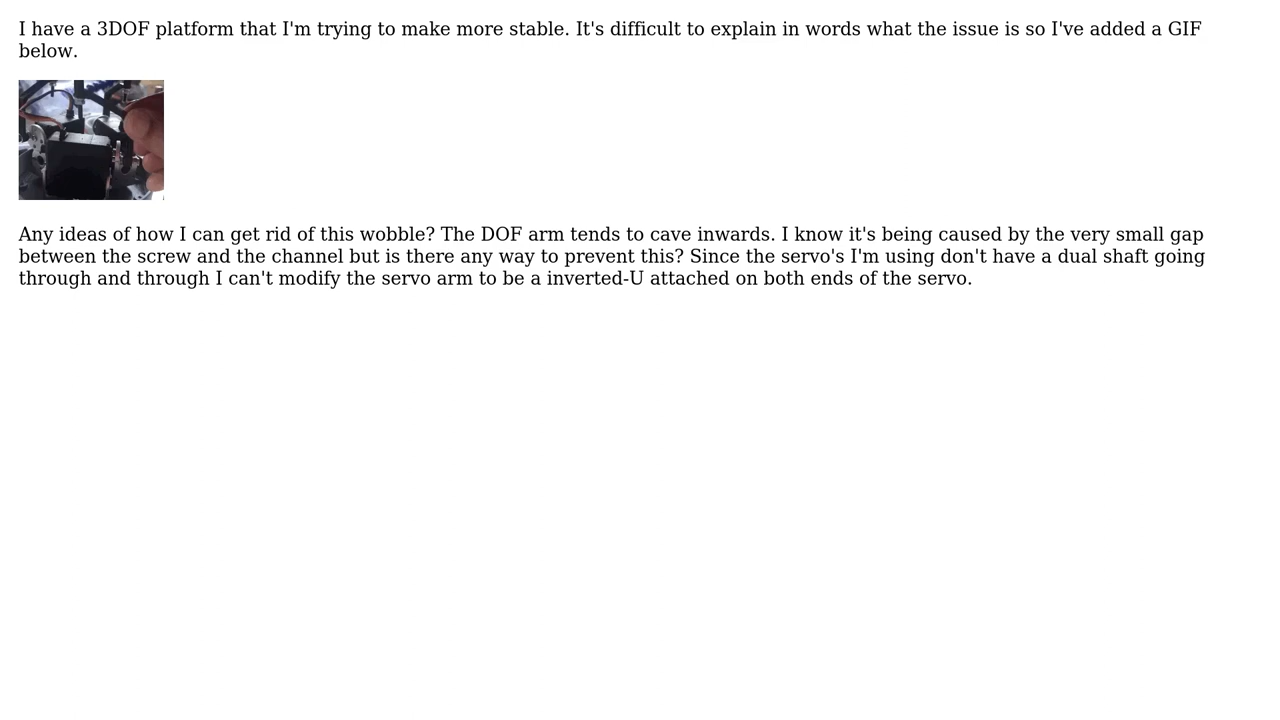 I have a 3DOF platform that I'm trying to make more stable. It's difficult to explain in words what the issue is so I've added a GIF
below.
Any ideas of how I can get rid of this wobble? The DOF arm tends to cave inwards. I know it's being caused by the very small gap
between the screw and the channel but is there any way to prevent this? Since the servo's I'm using don't have a dual shaft going
through and through I can't modify the servo arm to be a inverted-U attached on both ends of the servo.